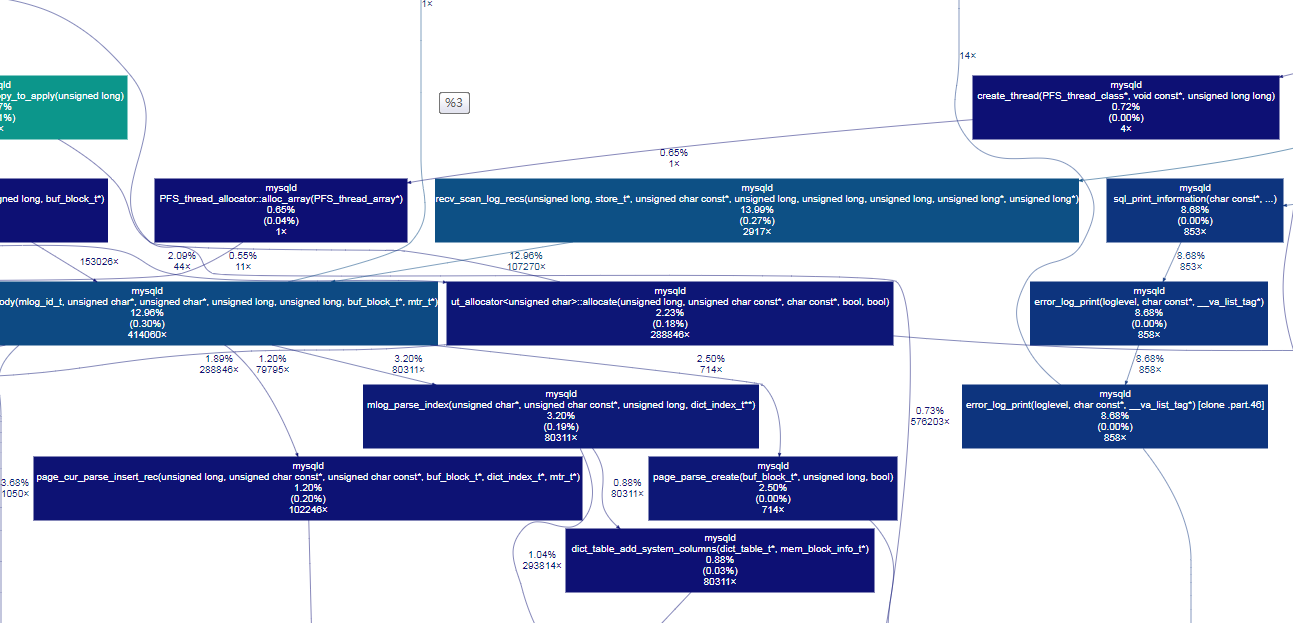 1×
14×
%3
mysqld
create_thread(PFS_thread_class*, void const*, unsigned long long)
0.72%
(0.00%)
4×
qld
opy_to_apply(unsigned long)
7%
%)
×
0.65%
1×
ned long, buf_block_t*)
mysqld
PFS_thread_allocator::alloc_array(PFS_thread_array*)
0.65%
(0.04%)
1×
mysqld
recv_scan_log_recs(unsigned long, store_t*, unsigned char const*, unsigned long, unsigned long, unsigned long, unsigned long*, unsigned long*)
13.99%
(0.27%)
2917×
mysqld
sql_print_information(char const*, ...)
8.68%
(0.00%)
853×
153026×
2.09%
44×
0.55%
11×
12.96%
107270×
8.68%
853×
mysqld
ody(mlog_id_t, unsigned char*, unsigned char*, unsigned long, unsigned long, buf_block_t*, mtr_t*)
12.96%
(0.30%)
414060×
mysqld
ut_allocator<unsigned char>::allocate(unsigned long, unsigned char const*, char const*, bool, bool)
2.23%
(0.18%)
288846×
mysqld
error_log_print(loglevel, char const*, __va_list_tag*)
8.68%
(0.00%)
858×
1.89%
288846×
1.20%
79795×
3.20%
80311×
2.50%
714×
8.68%
858×
mysqld
mlog_parse_index(unsigned char*, unsigned char const*, unsigned long, dict_index_t**)
3.20%
(0.19%)
80311×
0.73%
576203×
mysqld
error_log_print(loglevel, char const*, __va_list_tag*) [clone .part.46]
8.68%
(0.00%)
858×
3.68%
1050×
mysqld
page_cur_parse_insert_rec(unsigned long, unsigned char const*, unsigned char const*, buf_block_t*, dict_index_t*, mtr_t*)
1.20%
(0.20%)
102246×
0.88%
80311×
mysqld
page_parse_create(buf_block_t*, unsigned long, bool)
2.50%
(0.00%)
714×
1.04%
293814×
mysqld
dict_table_add_system_columns(dict_table_t*, mem_block_info_t*)
0.88%
(0.03%)
80311×